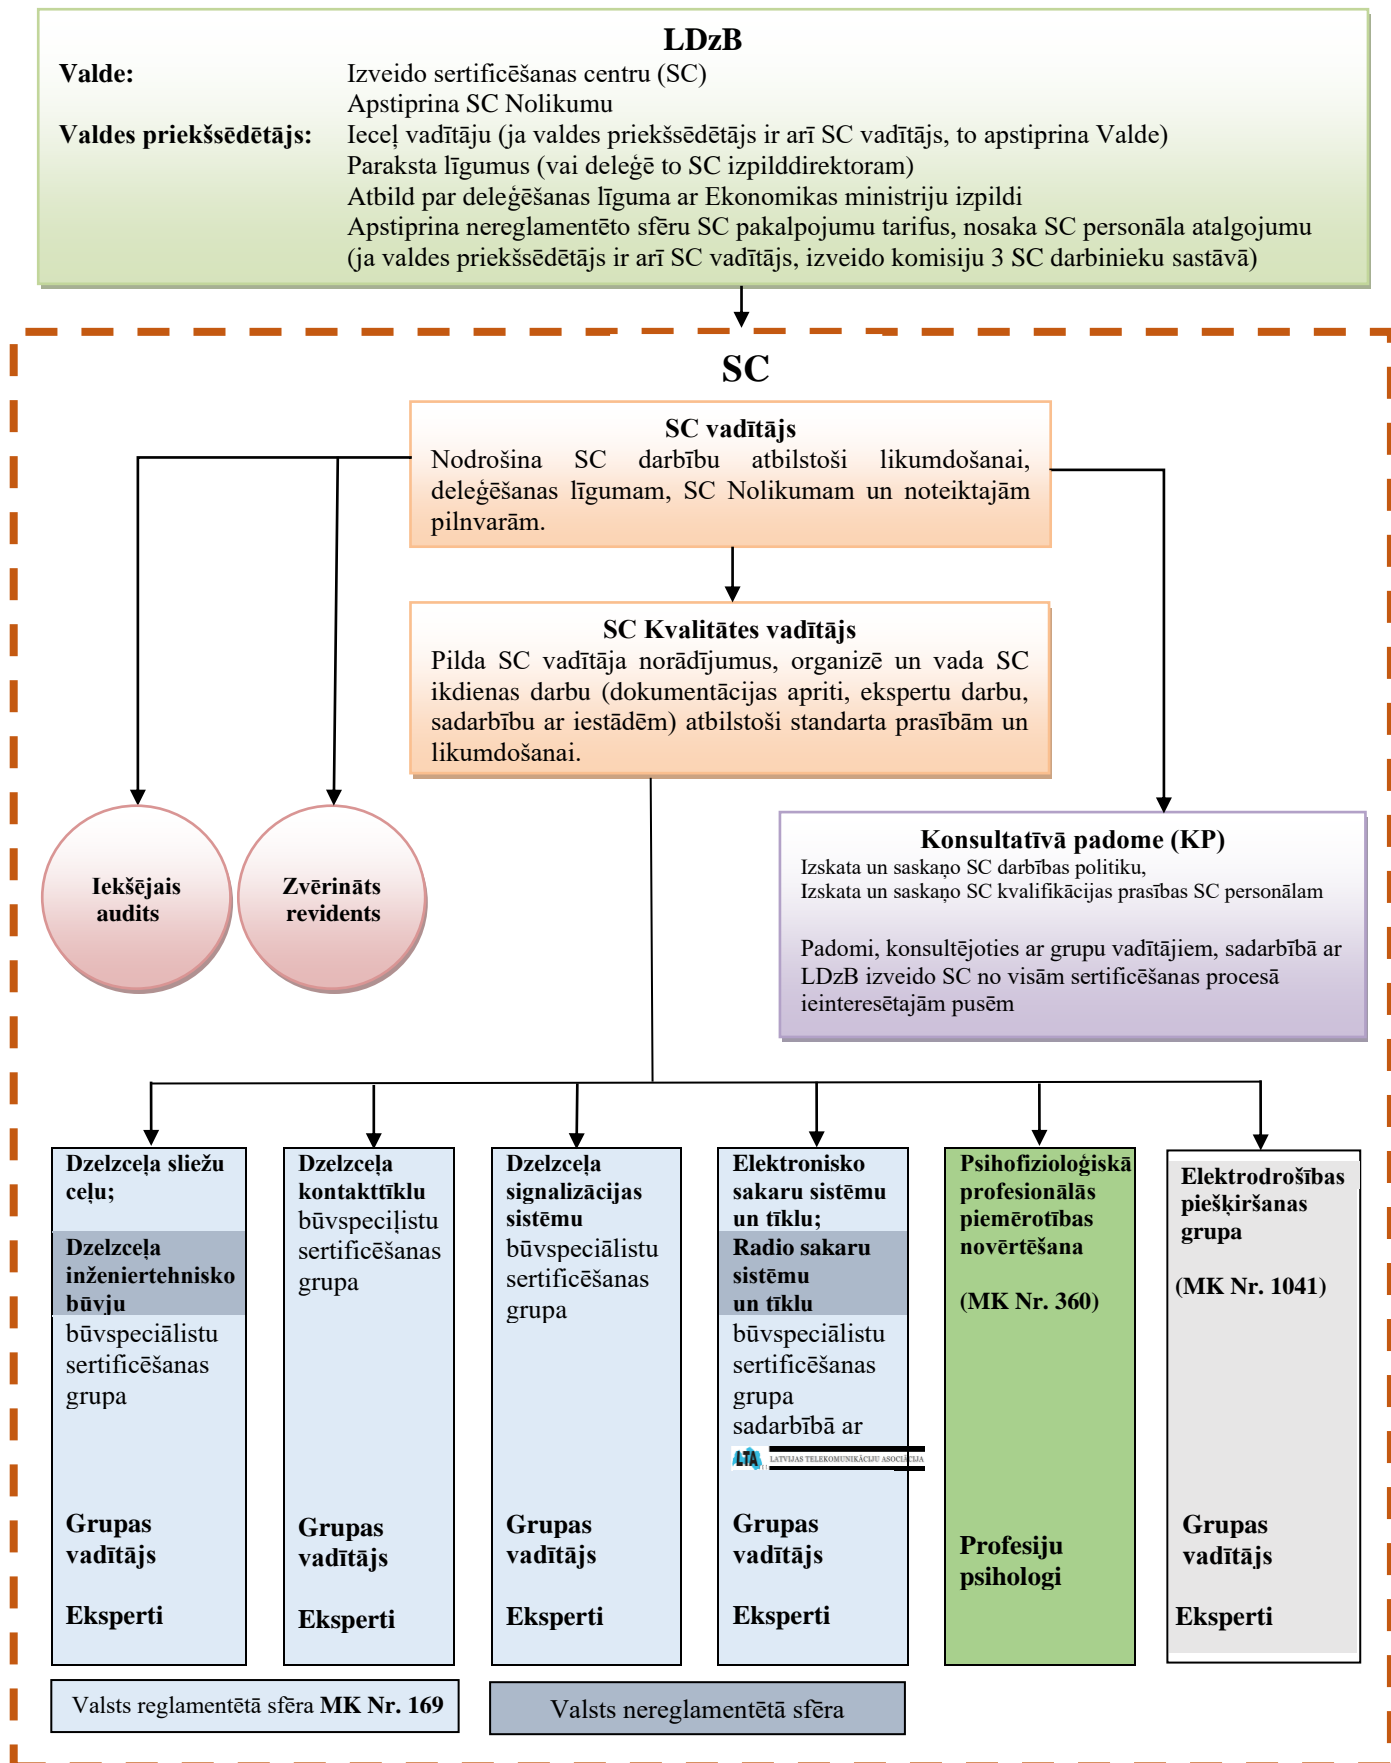 LDzB
Valde: Izveido sertificēšanas centru (SC)
Apstiprina SC Nolikumu
Valdes priekšsēdētājs: Ieceļ vadītāju (ja valdes priekšsēdētājs ir arī SC vadītājs, to apstiprina Valde)
Paraksta līgumus (vai deleģē to SC izpilddirektoram)
Atbild par deleģēšanas līguma ar Ekonomikas ministriju izpildi
Apstiprina nereglamentēto sfēru SC pakalpojumu tarifus, nosaka SC personāla atalgojumu
(ja valdes priekšsēdētājs ir arī SC vadītājs, izveido komisiju 3 SC darbinieku sastāvā)
SC
SC vadītājs
Nodrošina SC darbību atbilstoši likumdošanai,
deleģēšanas līgumam, SC Nolikumam un noteiktajām
pilnvarām.
SC Kvalitātes vadītājs
Pilda SC vadītāja norādījumus, organizē un vada SC
ikdienas darbu (dokumentācijas apriti, ekspertu darbu,
sadarbību ar iestādēm) atbilstoši standarta prasībām un
likumdošanai.
Iekšējais
audits
Zvērināts
revidents
Konsultatīvā padome (KP)
Izskata un saskaņo SC darbības politiku,
Izskata un saskaņo SC kvalifikācijas prasības SC personālam
Padomi, konsultējoties ar grupu vadītājiem, sadarbībā ar
LDzB izveido SC no visām sertificēšanas procesā
ieinteresētajām pusēm
Dzelzceļa sliežu
ceļu;
Dzelzceļa
inženiertehnisko
būvju
būvspeciālistu
sertificēšanas
grupa
Grupas
vadītājs
Eksperti
Dzelzceļa
kontakttīklu
būvspeciļistu
sertificēšanas
grupa
Grupas
vadītājs
Eksperti
Dzelzceļa
signalizācijas
sistēmu
būvspeciālistu
sertificēšanas
grupa
Grupas
vadītājs
Eksperti
Elektronisko
sakaru sistēmu
un tīklu;
Radio sakaru
sistēmu
un tīklu
būvspeciālistu
sertificēšanas
grupa
sadarbībā ar
LTA LATVIJAS TELEKOMUNIKĀCIJU ASOCIĀCIJA
Grupas
vadītājs
Eksperti
Psihofizioloģiskā
profesionālās
piemērotības
novērtēšana
(MK Nr. 360)
Profesiju
psihologi
Elektrodrošības
piešķiršanas
grupa
(MK Nr. 1041)
Grupas
vadītājs
Eksperti
Valsts reglamentētā sfēra MK Nr. 169
Valsts nereglamentētā sfēra